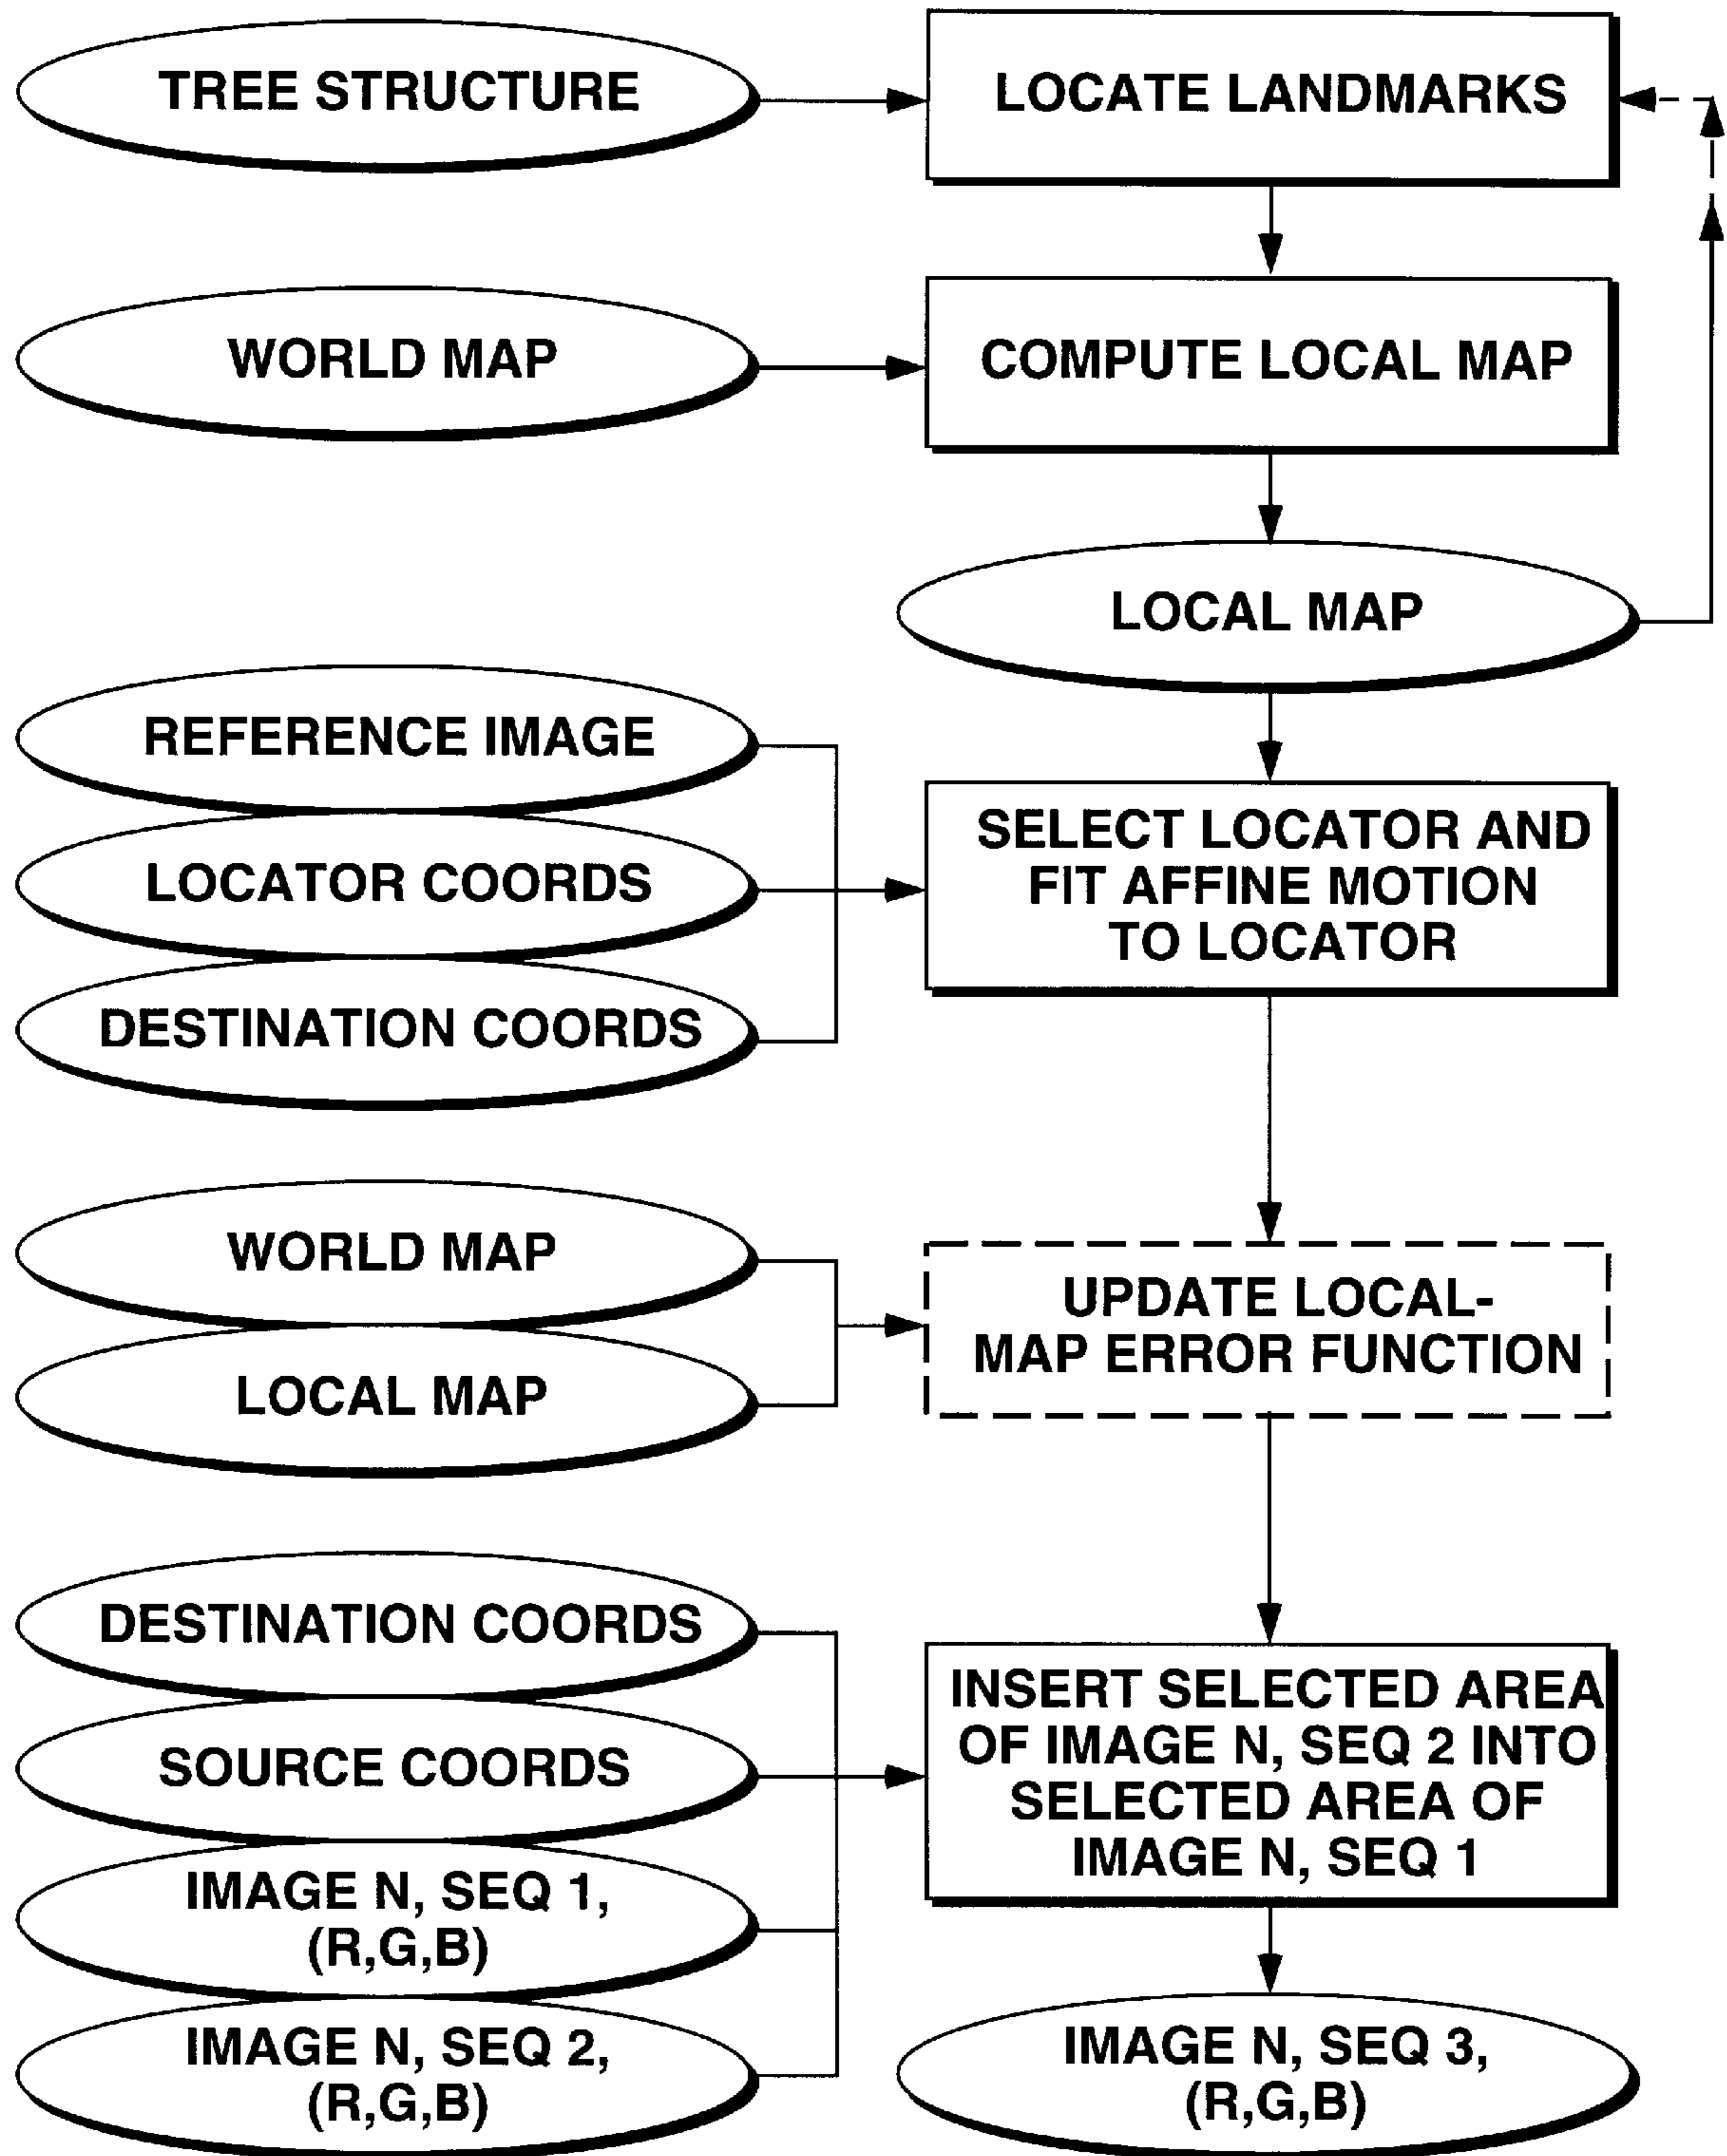 TREE STRUCTURE
LOCATE LANDMARKS
WORLD MAP
COMPUTE LOCAL MAP
LOCAL MAP
REFERENCE IMAGE
LOCATOR COORDS
DESTINATION COORDS
SELECT LOCATOR AND
FIT AFFINE MOTION
TO LOCATOR
WORLD MAP
LOCAL MAP
UPDATE LOCAL-
MAP ERROR FUNCTION
DESTINATION COORDS
SOURCE COORDS
IMAGE N, SEQ 1,
(R,G,B)
IMAGE N, SEQ 2,
(R,G,B)
INSERT SELECTED AREA
OF IMAGE N, SEQ 2 INTO
SELECTED AREA OF
IMAGE N, SEQ 1
IMAGE N, SEQ 3,
(R,G,B)